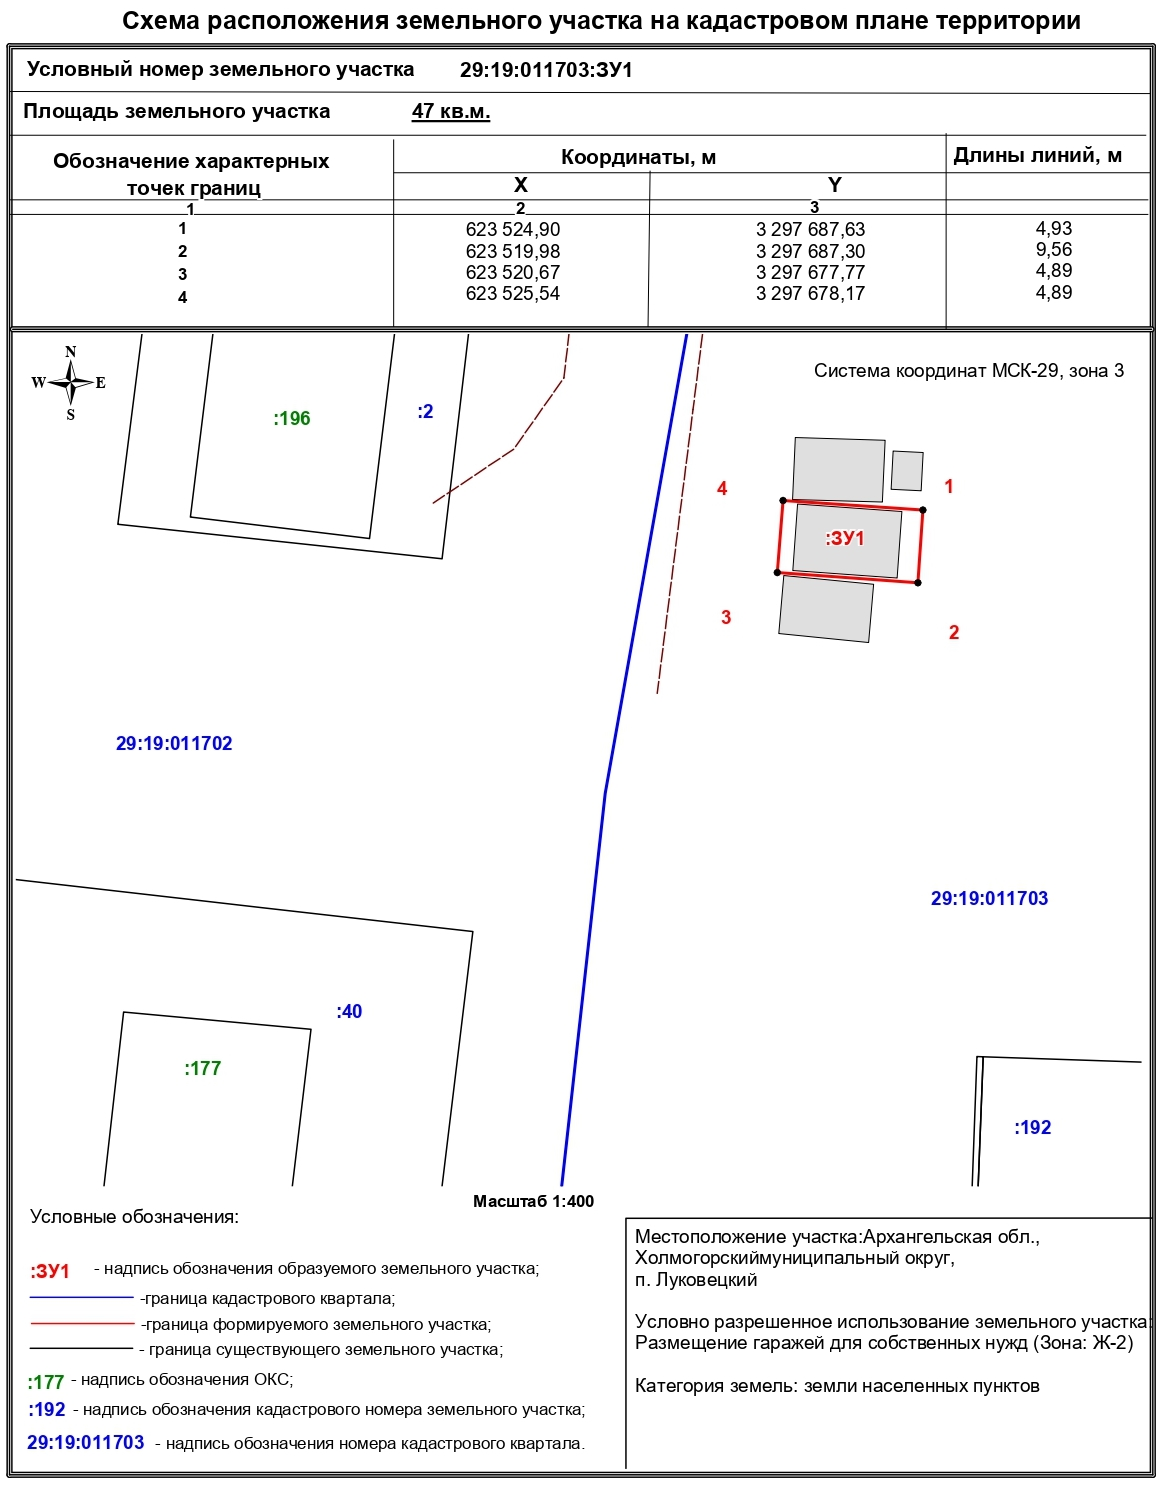 Схема расположения земельного участка на кадастровом плане территории
Условный номер земельного участка 29:19:011703:ЗУ1
Площадь земельного участка 47 кв.м.
Обозначение характерных точек границ
Координаты, м
Длины линий, м
X Y
1 2 3
1 623 524,90 3 297 687,63 4,93
2 623 519,98 3 297 687,30 9,56
3 623 520,67 3 297 677,77 4,89
4 623 525,54 3 297 678,17 4,89
N
W E
S
Система координат МСК-29, зона 3
:196
:2
4
1
:ЗУ1
3
2
29:19:011702
29:19:011703
:40
:177
:192
Масштаб 1:400
Условные обозначения:
:ЗУ1 - надпись обозначения образуемого земельного участка;
-граница кадастрового квартала;
-граница формируемого земельного участка;
- граница существующего земельного участка;
:177 - надпись обозначения ОКС;
:192 - надпись обозначения кадастрового номера земельного участка;
29:19:011703 - надпись обозначения номера кадастрового квартала.
Местоположение участка:Архангельская обл.,
Холмогорскиймуниципальный округ,
п. Луковецкий
Условно разрешенное использование земельного участка:
Размещение гаражей для собственных нужд (Зона: Ж-2)
Категория земель: земли населенных пунктов